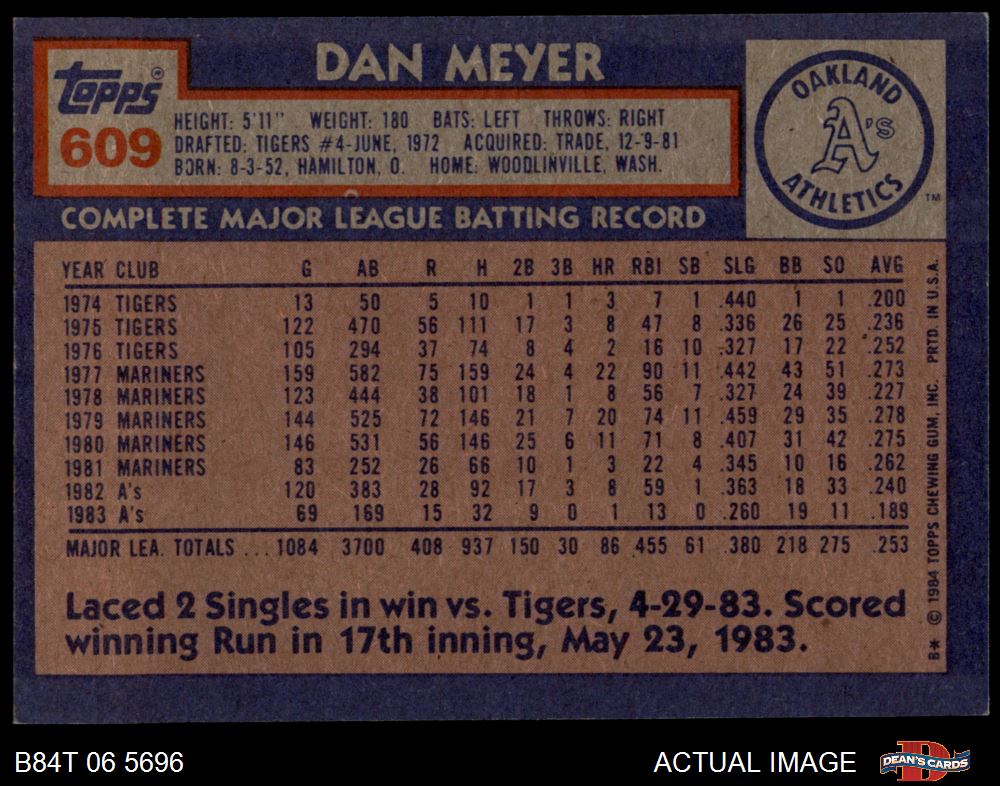 topps®
609
DAN MEYER
HEIGHT: 5'11" WEIGHT: 180 BATS: LEFT THROWS: RIGHT
DRAFTED: TIGERS #4-JUNE, 1972 ACQUIRED: TRADE, 12-9-81
BORN: 8-3-52, HAMILTON, O. HOME: WOODLINVILLE, WASH.
OAKLAND
A's
ATHLETICS
TM
COMPLETE MAJOR LEAGUE BATTING RECORD
YEAR CLUB G AB R H 2B 3B HR RBI SB SLG BB SO AVG
1974 TIGERS 13 50 5 10 1 1 3 7 1 .440 1 1 .200
1975 TIGERS 122 470 56 111 17 3 8 47 8 .336 26 25 .236
1976 TIGERS 105 294 37 74 8 4 2 16 10 .327 17 22 .252
1977 MARINERS 159 582 75 159 24 4 22 90 11 .442 43 51 .273
1978 MARINERS 123 444 38 101 18 1 8 56 7 .327 24 39 .227
1979 MARINERS 144 525 72 146 21 7 20 74 11 .459 29 35 .278
1980 MARINERS 146 531 56 146 25 6 11 71 8 .407 31 42 .275
1981 MARINERS 83 252 26 66 10 1 3 22 4 .345 10 16 .262
1982 A's 120 383 28 92 17 3 8 59 1 .363 18 33 .240
1983 A's 69 169 15 32 9 0 1 13 0 .260 19 11 .189
MAJOR LEA. TOTALS ... 1084 3700 408 937 150 30 86 455 61 .380 218 275 .253
Laced 2 Singles in win vs. Tigers, 4-29-83. Scored
winning Run in 17th inning, May 23, 1983.
B* © 1984 TOPPS CHEWING GUM, INC. PRTD. IN U.S.A.
B84T 06 5696
ACTUAL IMAGE
D
DEAN'S CARDS